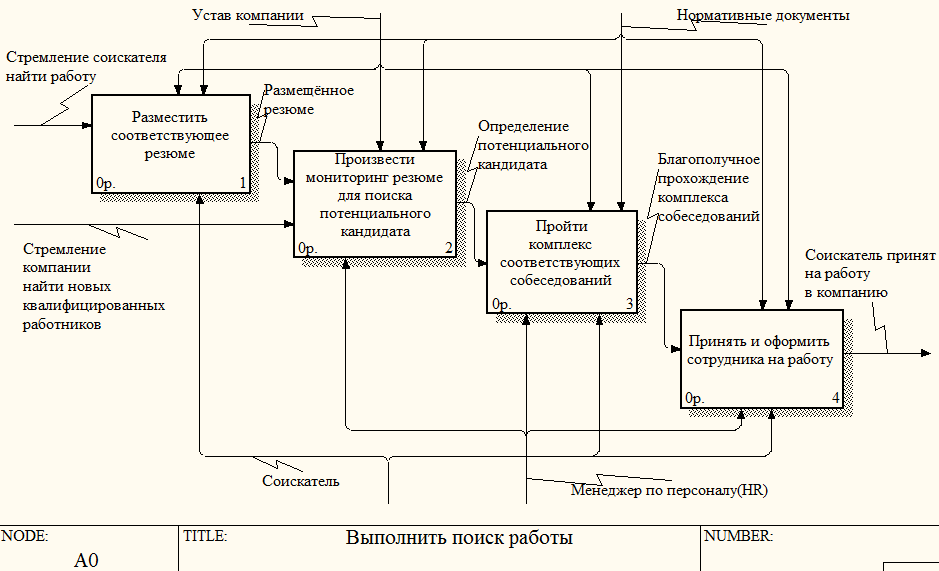 Устав компании
Нормативные документы
Стремление соискателя
найти работу
Размещённое
резюме
Разместить
соответствующее
резюме
0р.
1
Определение
потенциального
кандидата
Произвести
мониторинг резюме
для поиска
потенциального
кандидата
0р.
2
Благополучное
прохождение
комплекса
собеседований
Пройти
комплекс
соответствующих
собеседований
0р.
3
Стремление
компании
найти новых
квалифицированных
работников
Соискатель принят
на работу
в компанию
Принять и оформить
сотрудника на работу
0р.
4
Соискатель
Менеджер по персоналу(HR)
NODE:
A0
TITLE:
Выполнить поиск работы
NUMBER: